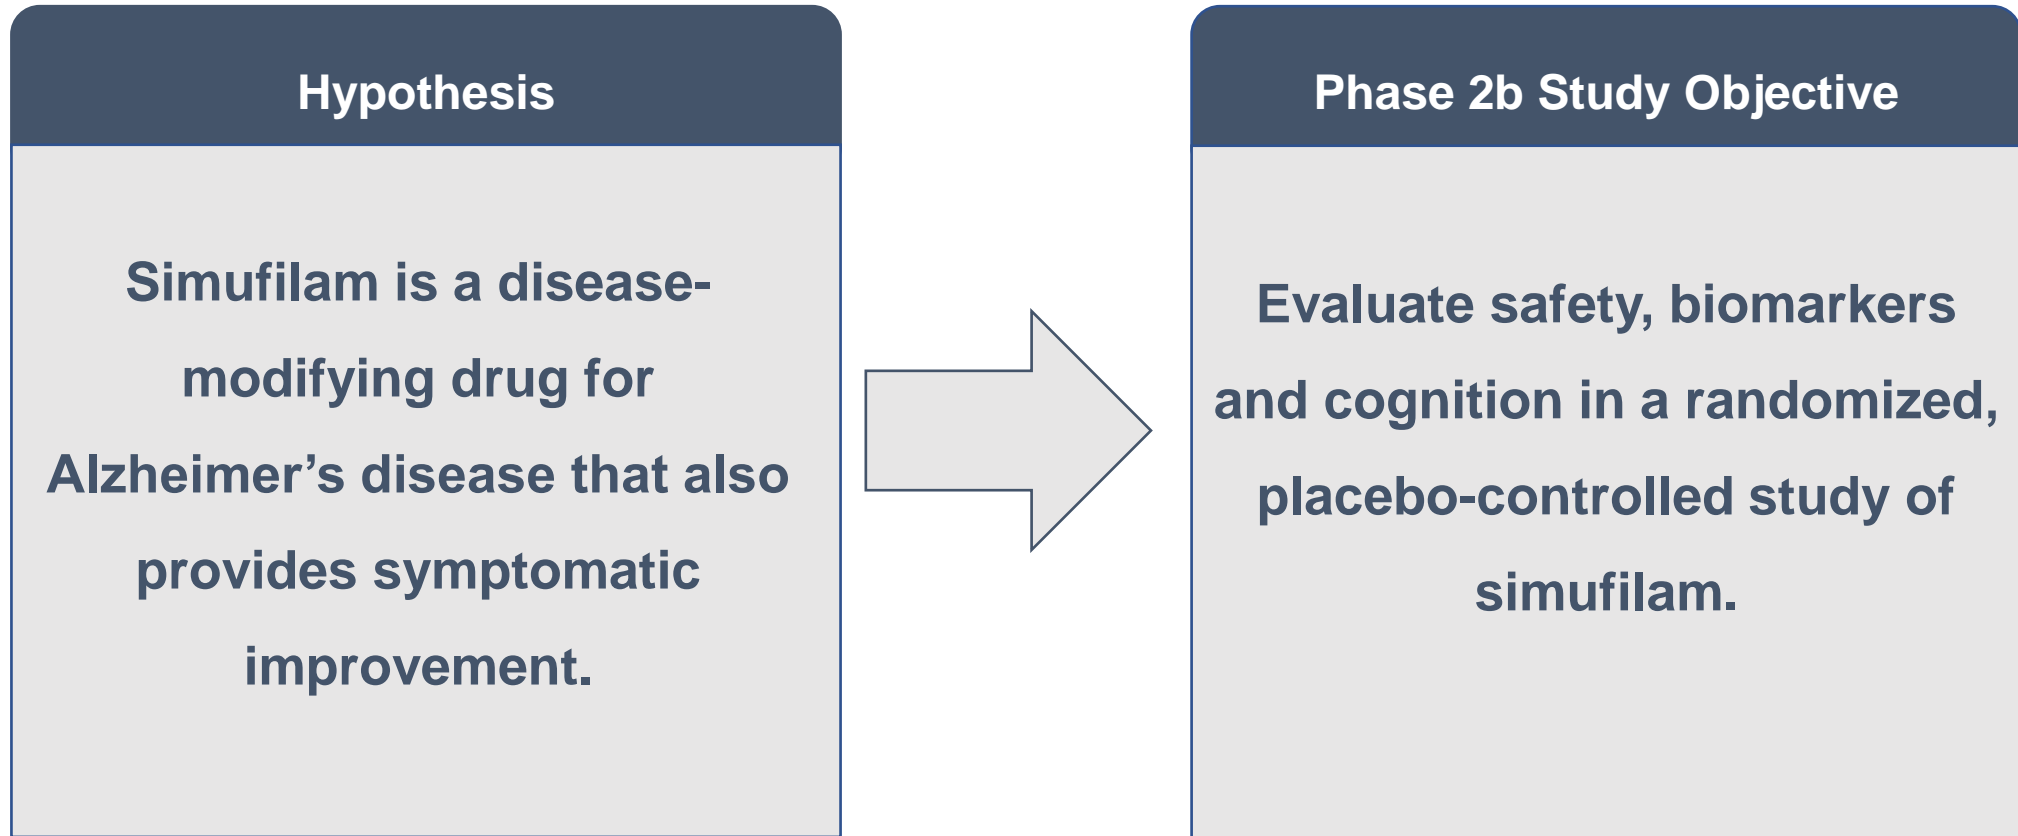 Hypothesis
Simufilam is a disease-
modifying drug for
Alzheimer’s disease that also
provides symptomatic
improvement.
Phase 2b Study Objective
Evaluate safety, biomarkers
and cognition in a randomized,
placebo-controlled study of
simufilam.